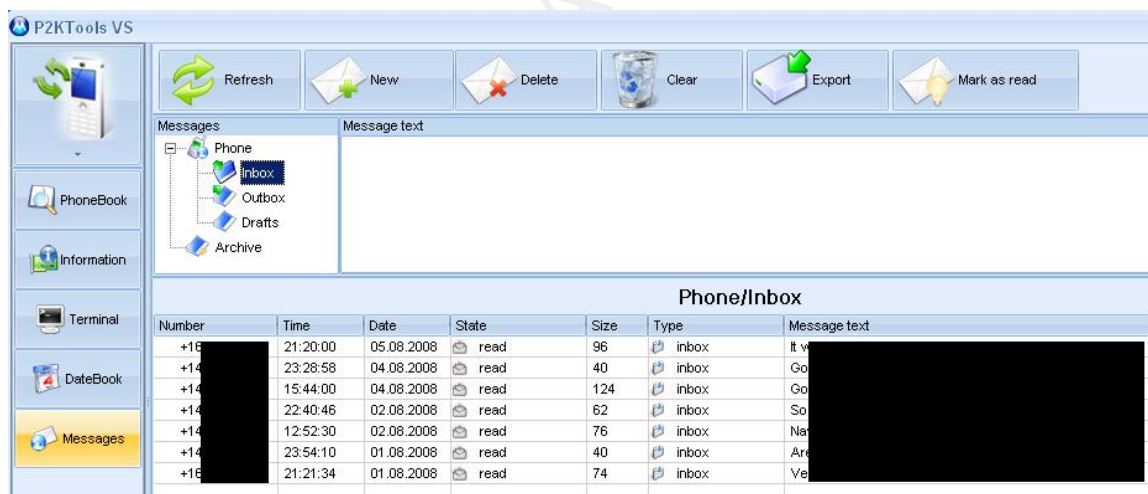 P2KTools VS
Refresh New Delete Clear Export Mark as read
Messages Message text
Phone
Inbox
Outbox
Drafts
Archive
PhoneBook
Information
Terminal
DateBook
Messages
Phone/Inbox
Number Time Date State Size Type Message text
+16 21:20:00 05.08.2008 read 96 inbox It
+14 23:28:58 04.08.2008 read 40 inbox Go
+14 15:44:00 04.08.2008 read 124 inbox Go
+14 22:40:46 02.08.2008 read 62 inbox So
+14 12:52:30 02.08.2008 read 76 inbox
+14 23:54:10 01.08.2008 read 40 inbox
+16 21:21:34 01.08.2008 read 74 inbox Ve